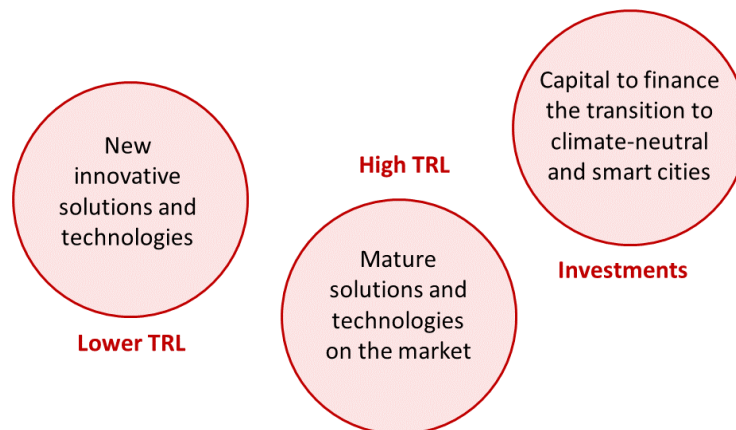 New
innovative
solutions and
technologies
Lower TRL
High TRL
Mature
solutions and
technologies
on the market
Capital to finance
the transition to
climate-neutral
and smart cities
Investments